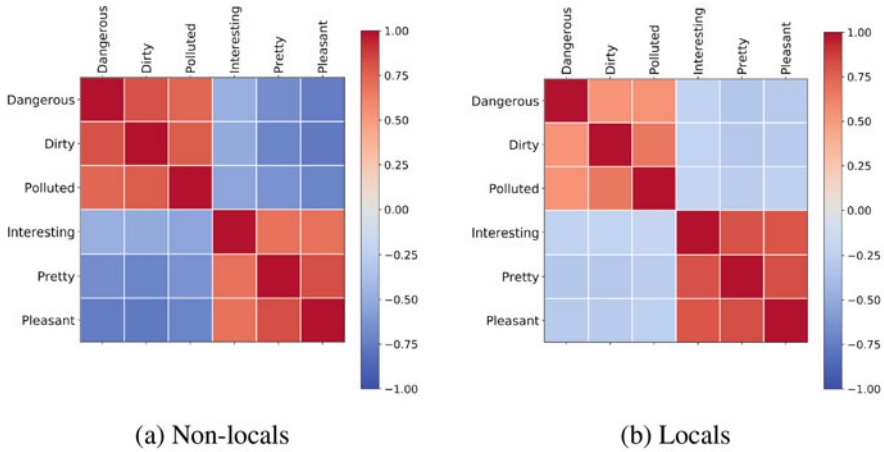 Dangerous
Dirty
Polluted
Interesting
Pretty
Pleasant
Dangerous
Dirty
Polluted
Interesting
Pretty
Pleasant
1.00
0.75
0.50
0.25
0.00
−0.25
−0.50
−0.75
−1.00
(a) Non-locals
Dangerous
Dirty
Polluted
Interesting
Pretty
Pleasant
Dangerous
Dirty
Polluted
Interesting
Pretty
Pleasant
1.00
0.75
0.50
0.25
0.00
−0.25
−0.50
−0.75
−1.00
(b) Locals